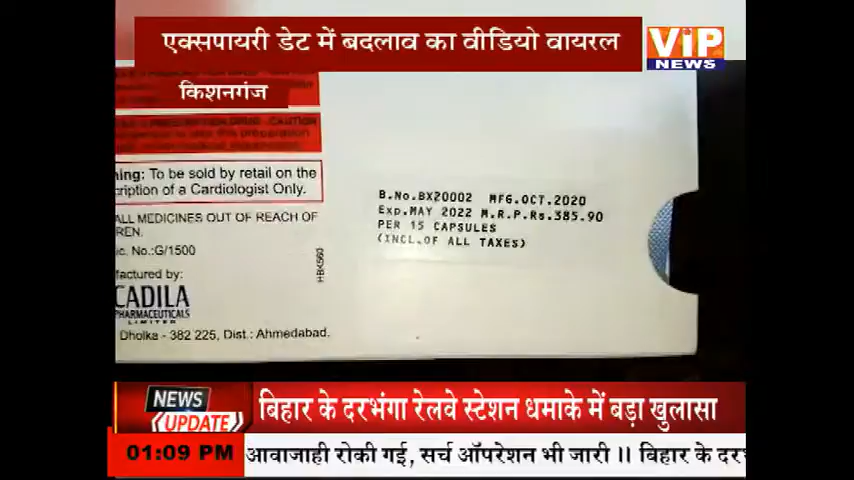 एक्सपायरी डेट में बदलाव का वीडियो वायरल
ViP
NEWS
किशनगंज
ning: To be sold by retail on the
cription of a Cardiologist Only.
ALL MEDICINES OUT OF REACH OF
REN.
c. No.:G/1500
factured by:
CADILA
PHARMACEUTICALS
LIMITED
Dholka - 382 225, Dist.: Ahmedabad.
HBK560
B.No.BX20002 MFG.OCT.2020
Exp.MAY 2022 M.R.P.Rs.385.90
PER 15 CAPSULES
(INCL.OF ALL TAXES)
NEWS
UPDATE
बिहार के दरभंगा रेलवे स्टेशन धमाके में बड़ा खुलासा
01:09 PM
आवाजाही रोकी गई, सर्च ऑपरेशन भी जारी ।। बिहार के दरभ